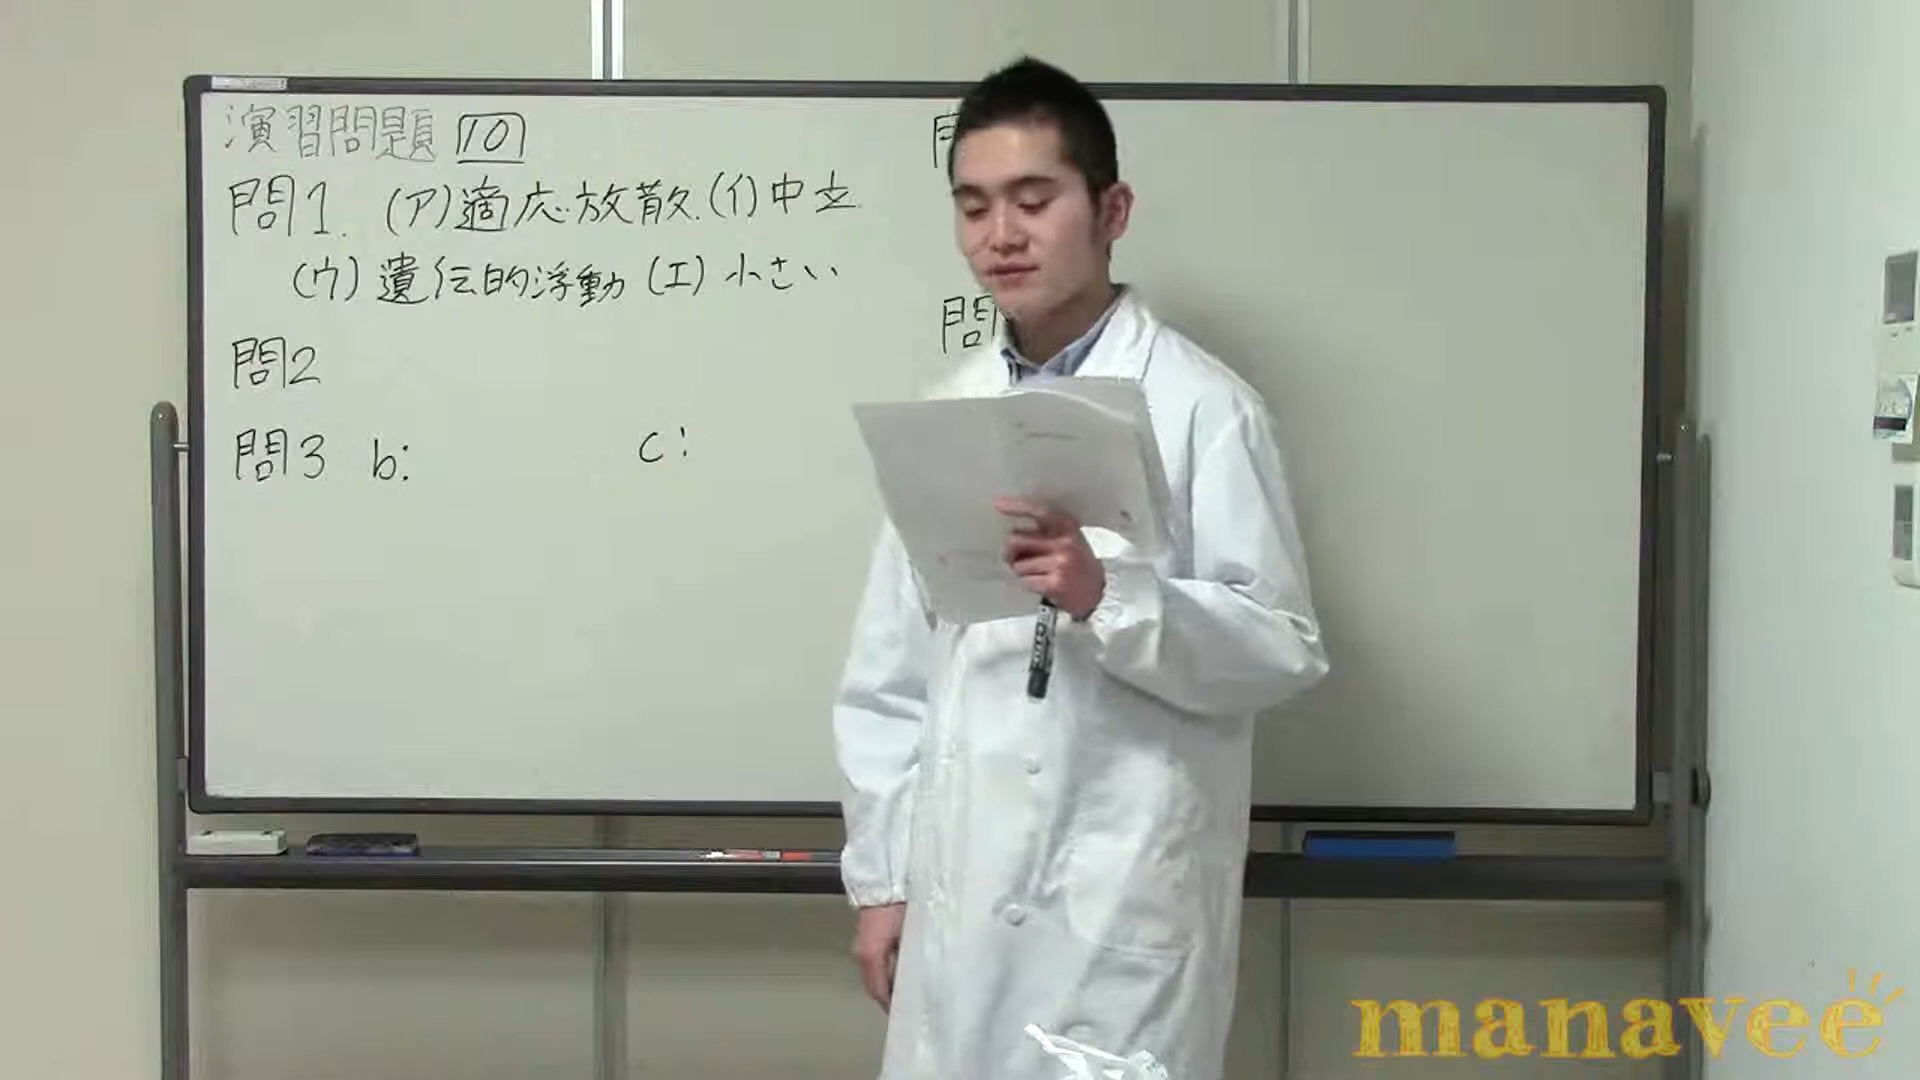 演習問題 10
問1. (ア)適応放散 (イ)中立
(ウ)遺伝的浮動 (エ)小さい
問2
問3 b: c:
問
manavee